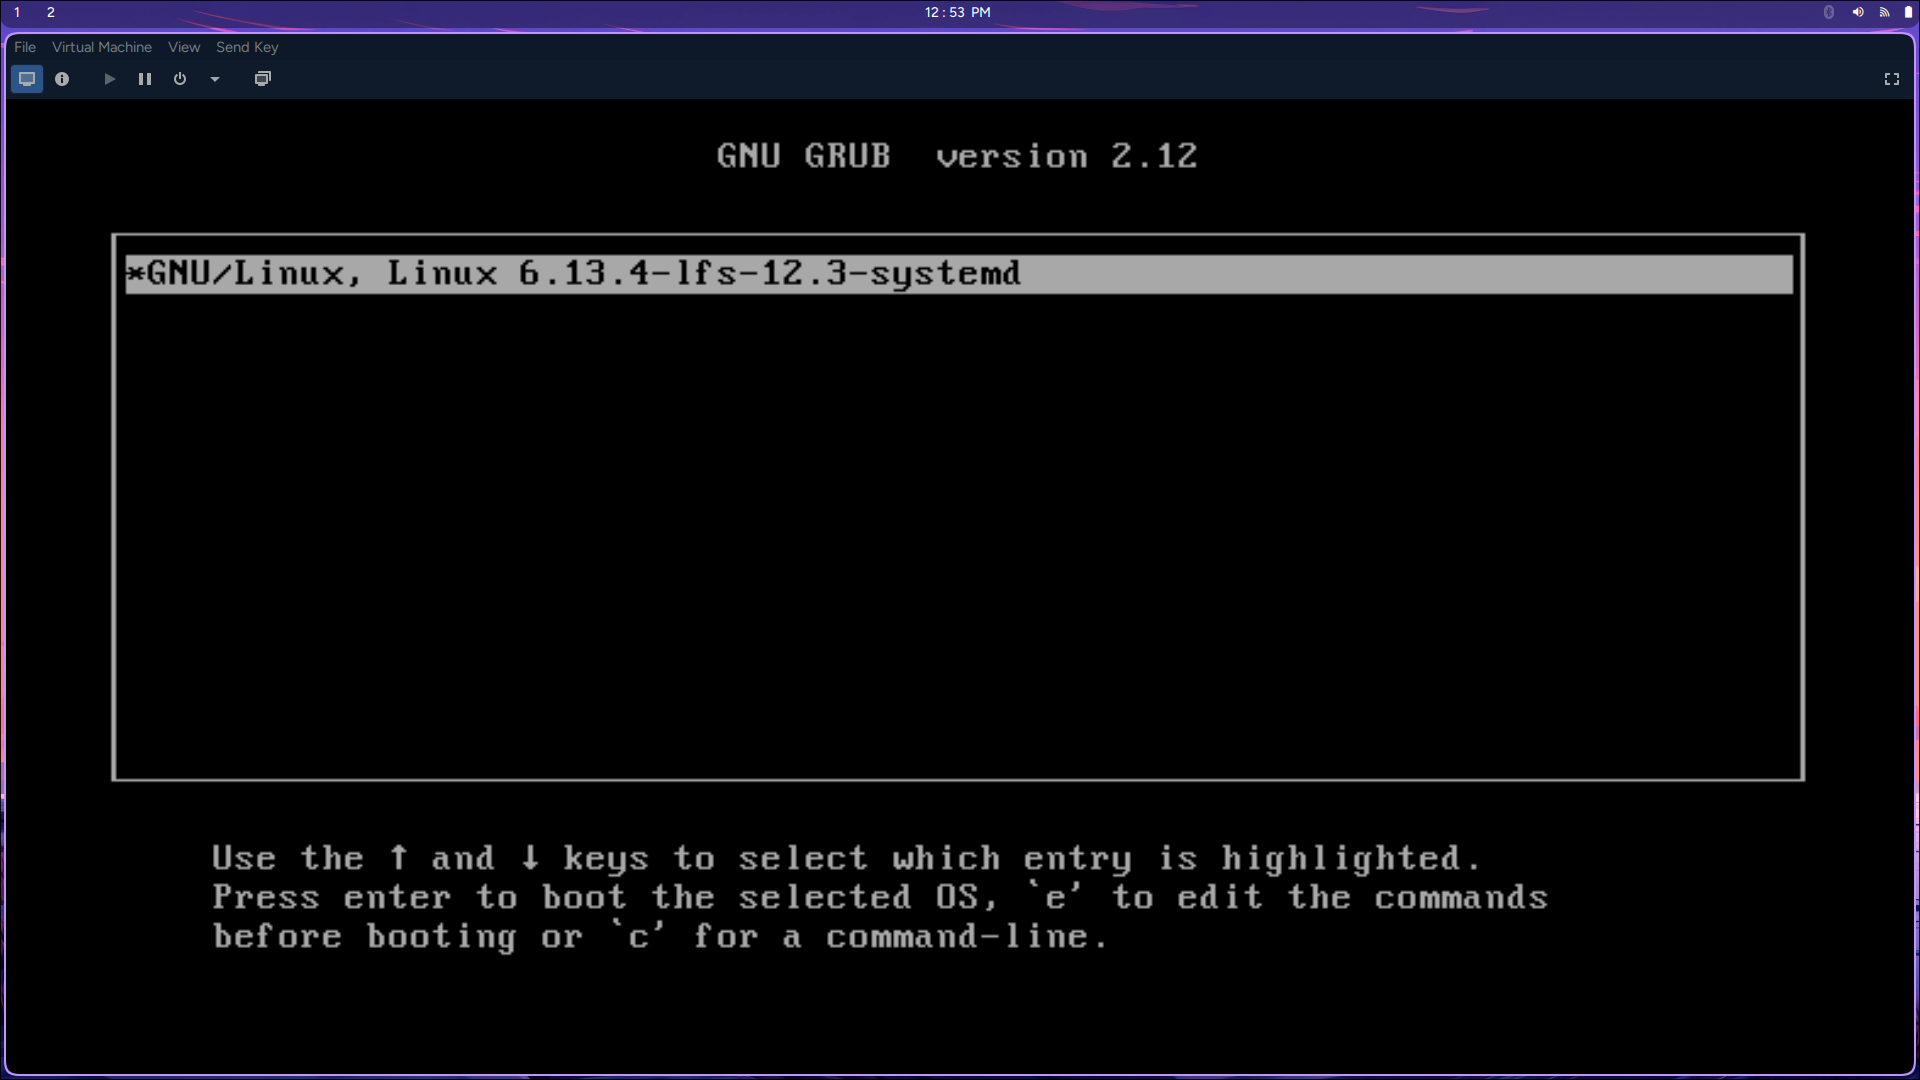 1 2 12:53 PM
File Virtual Machine View Send Key
GNU GRUB version 2.12
*GNU/Linux, Linux 6.13.4-lfs-12.3-systemd
Use the ↑ and ↓ keys to select which entry is highlighted.
Press enter to boot the selected OS, `e' to edit the commands
before booting or `c' for a command-line.